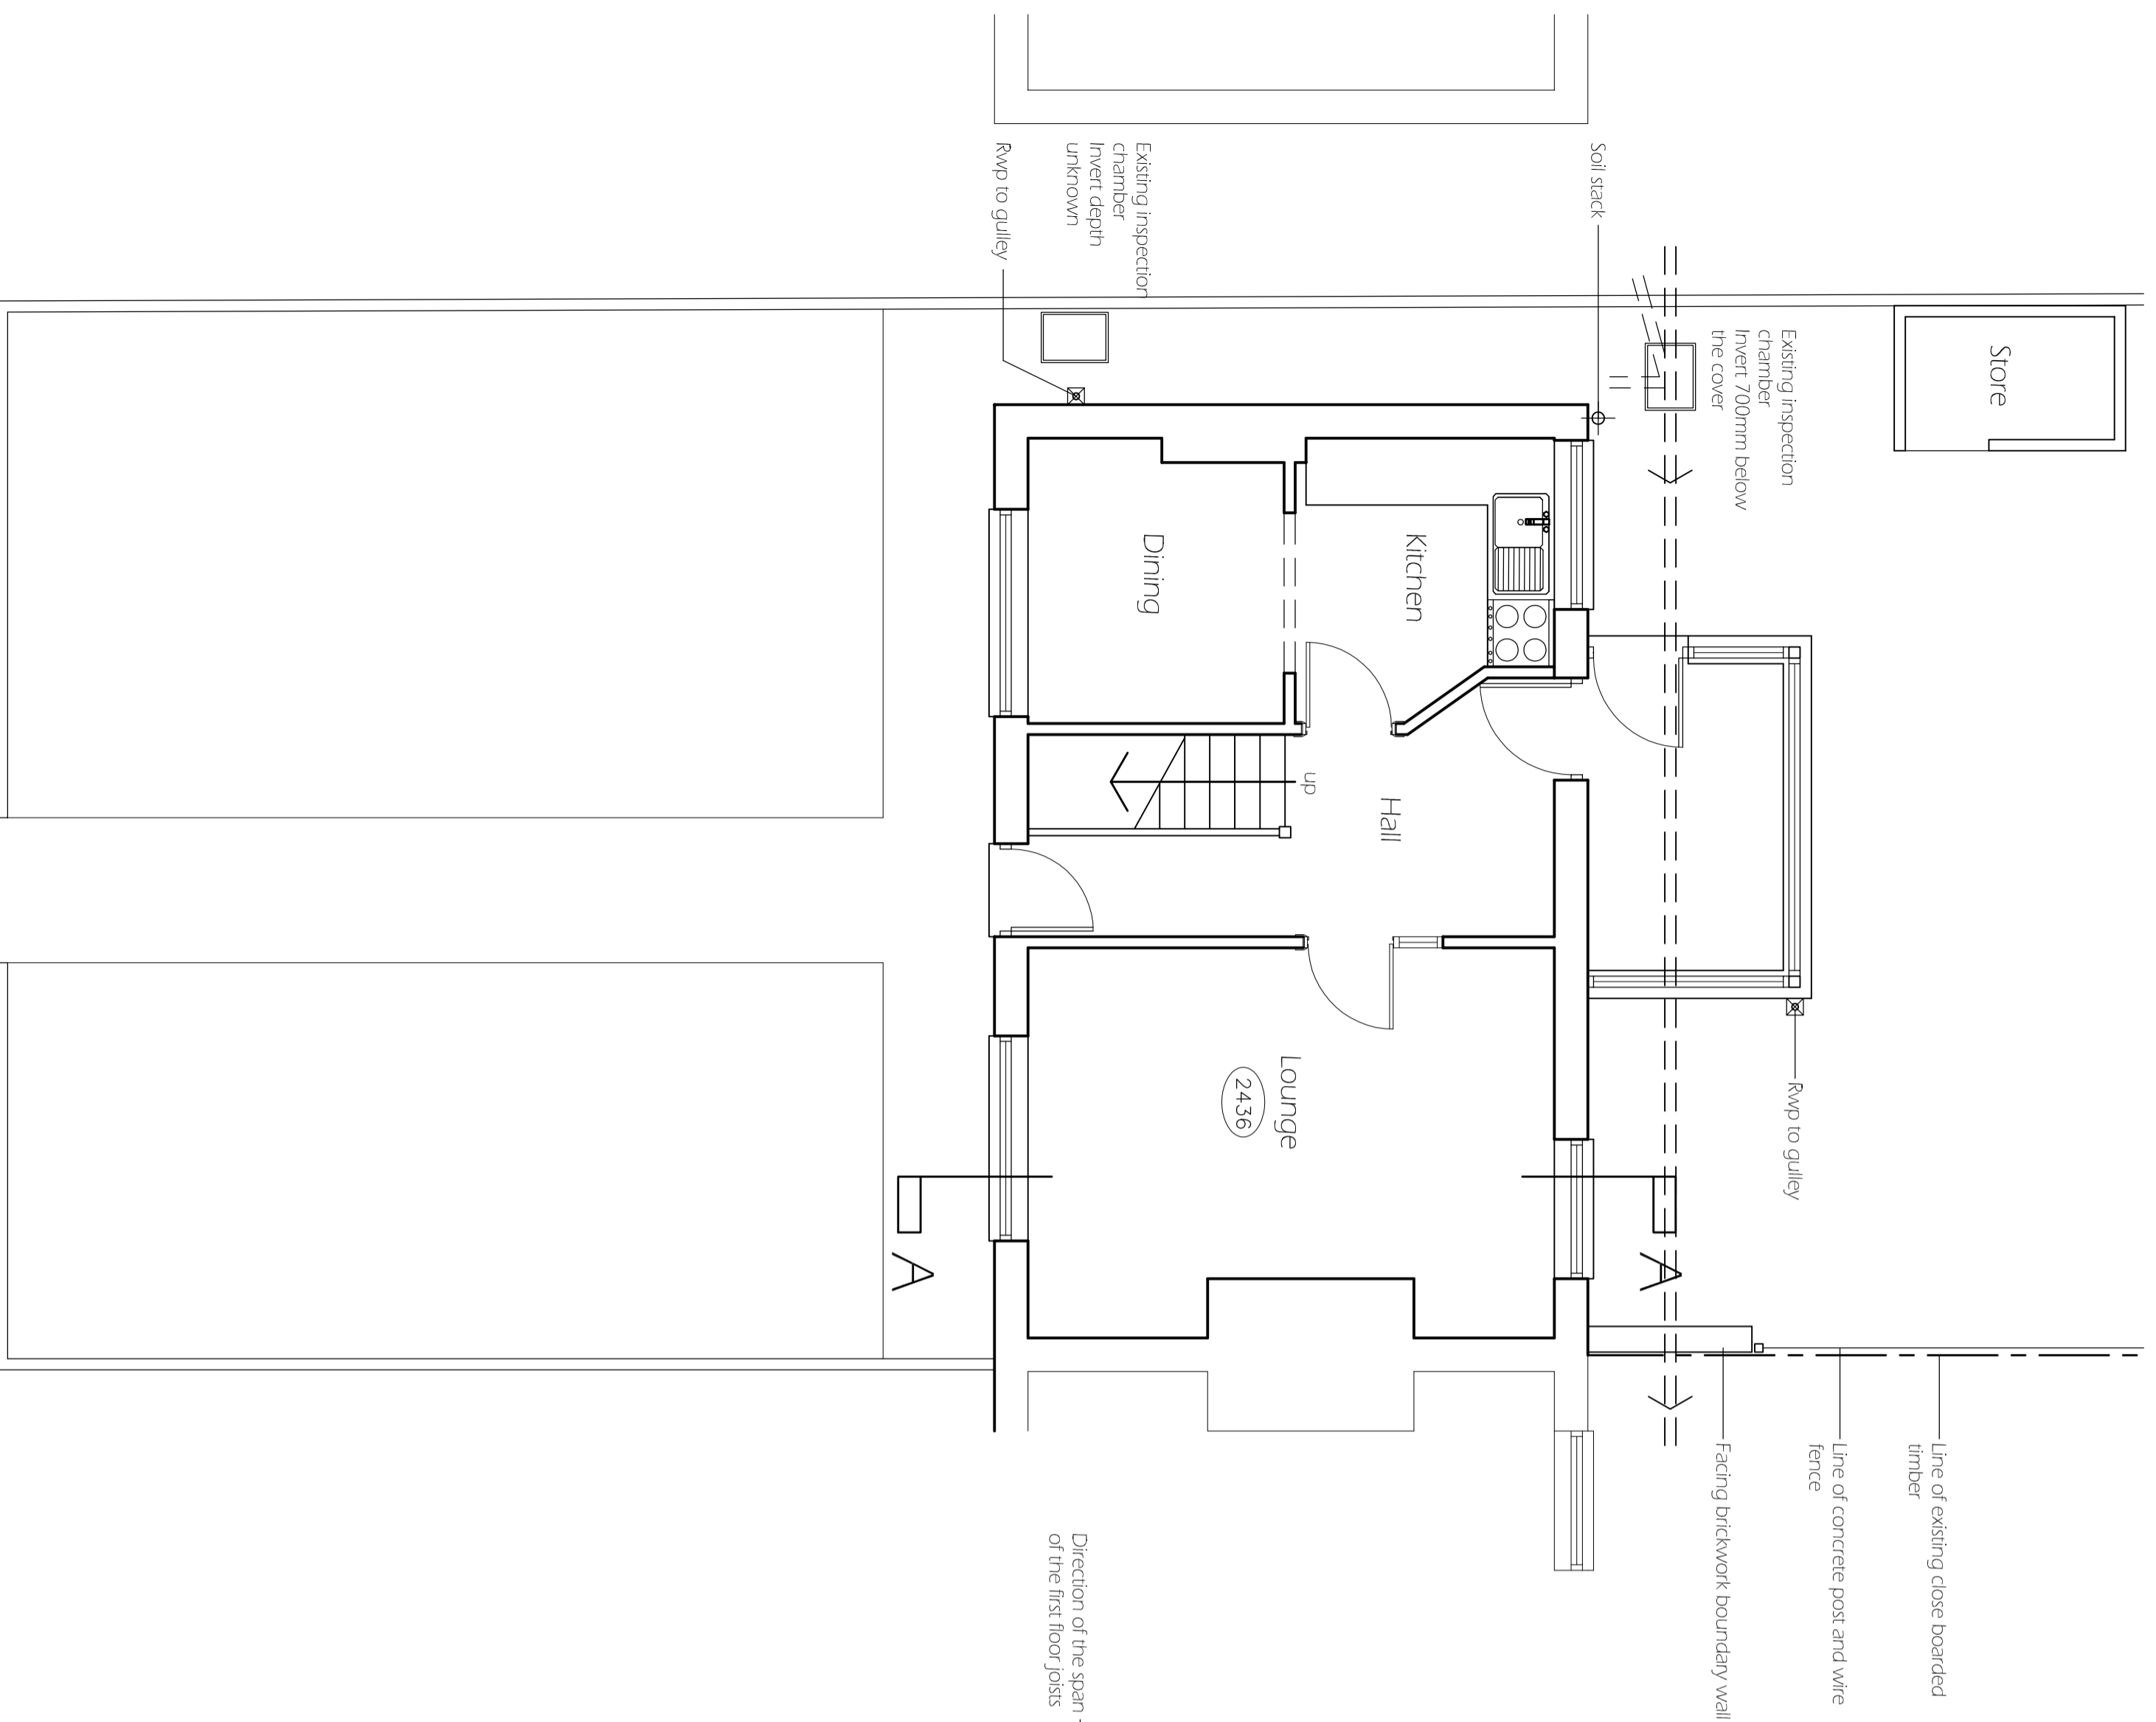 Store
Existing inspection
chamber
Invert 700mm below
the cover
Soil stack
Existing inspection
chamber
Invert depth
unknown
Rwp to gulley
Kitchen
Dining
up
Hall
Lounge
2436
Rwp to gulley
A
A
Line of existing close boarded
timber
Line of concrete post and wire
fence
Facing brickwork boundary wall
Direction of the span
of the first floor joists